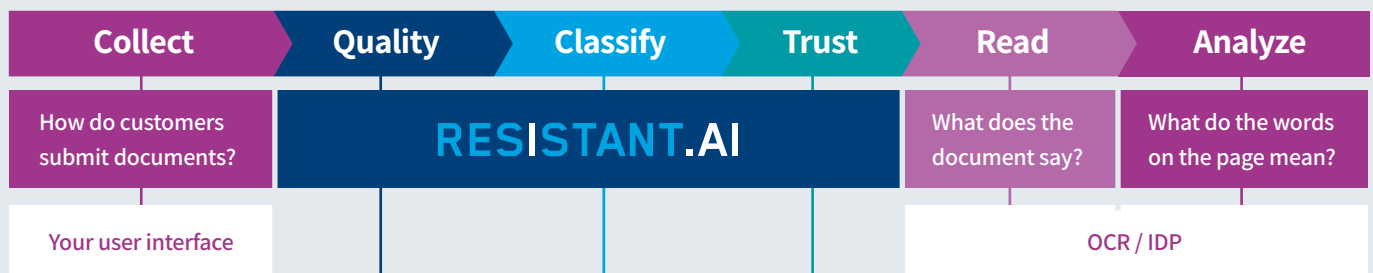 Collect
Quality
Classify
Trust
Read
Analyze
How do customers
submit documents?
RESISTANT.AI
What does the
document say?
What do the words
on the page mean?
Your user interface
OCR / IDP